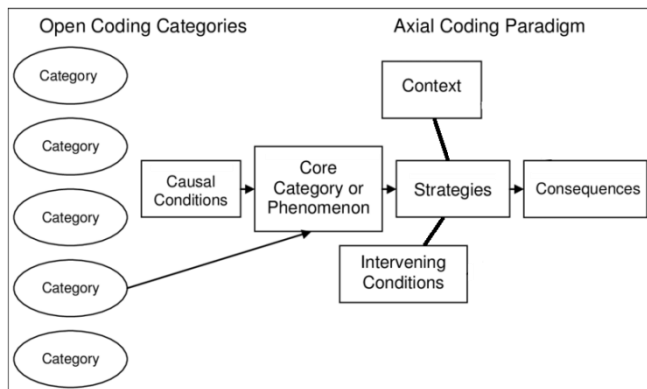 Open Coding Categories
Axial Coding Paradigm
Category
Category
Category
Category
Category
Causal
Conditions
Core
Category or
Phenomenon
Context
Strategies
Intervening
Conditions
Consequences